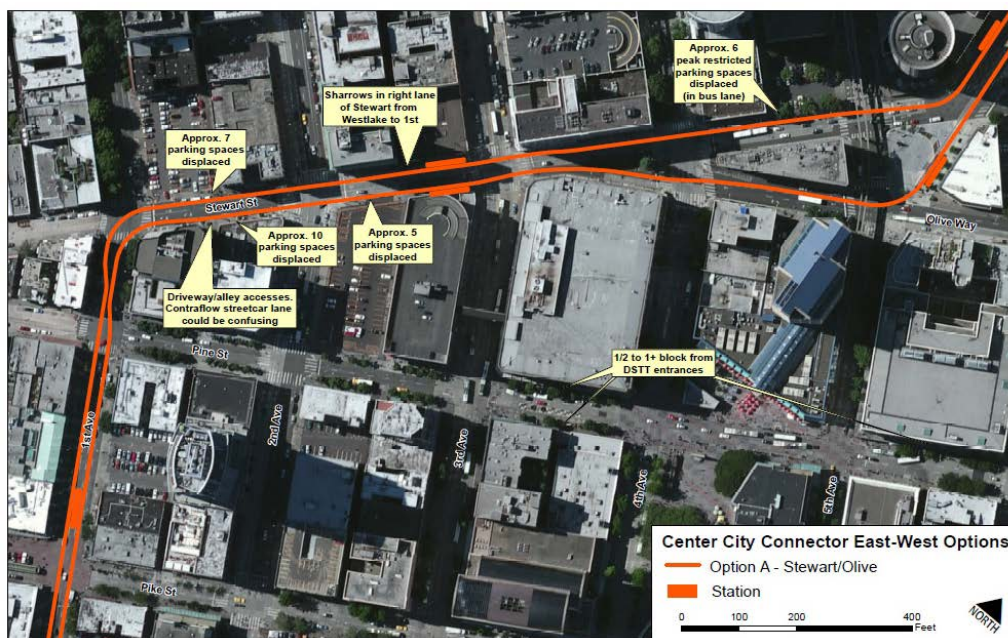 Approx. 6
peak restricted
parking spaces
displaced
(in bus lane)
Sharrows in right lane
of Stewart from
Westlake to 1st
Approx. 7
parking spaces
displaced
Stewart St
Approx. 10
parking spaces
displaced
Approx. 5
parking spaces
displaced
Olive Way
Driveway/alley accesses.
Contraflow streetcar lane
could be confusing
Pine St
1/2 to 1+ block from
DSTT entrances
1st Ave
2nd Ave
3rd Ave
4th Ave
5th Ave
Pike St
Center City Connector East-West Options
Option A - Stewart/Olive
Station
0 100 200 400
Feet
NORTH